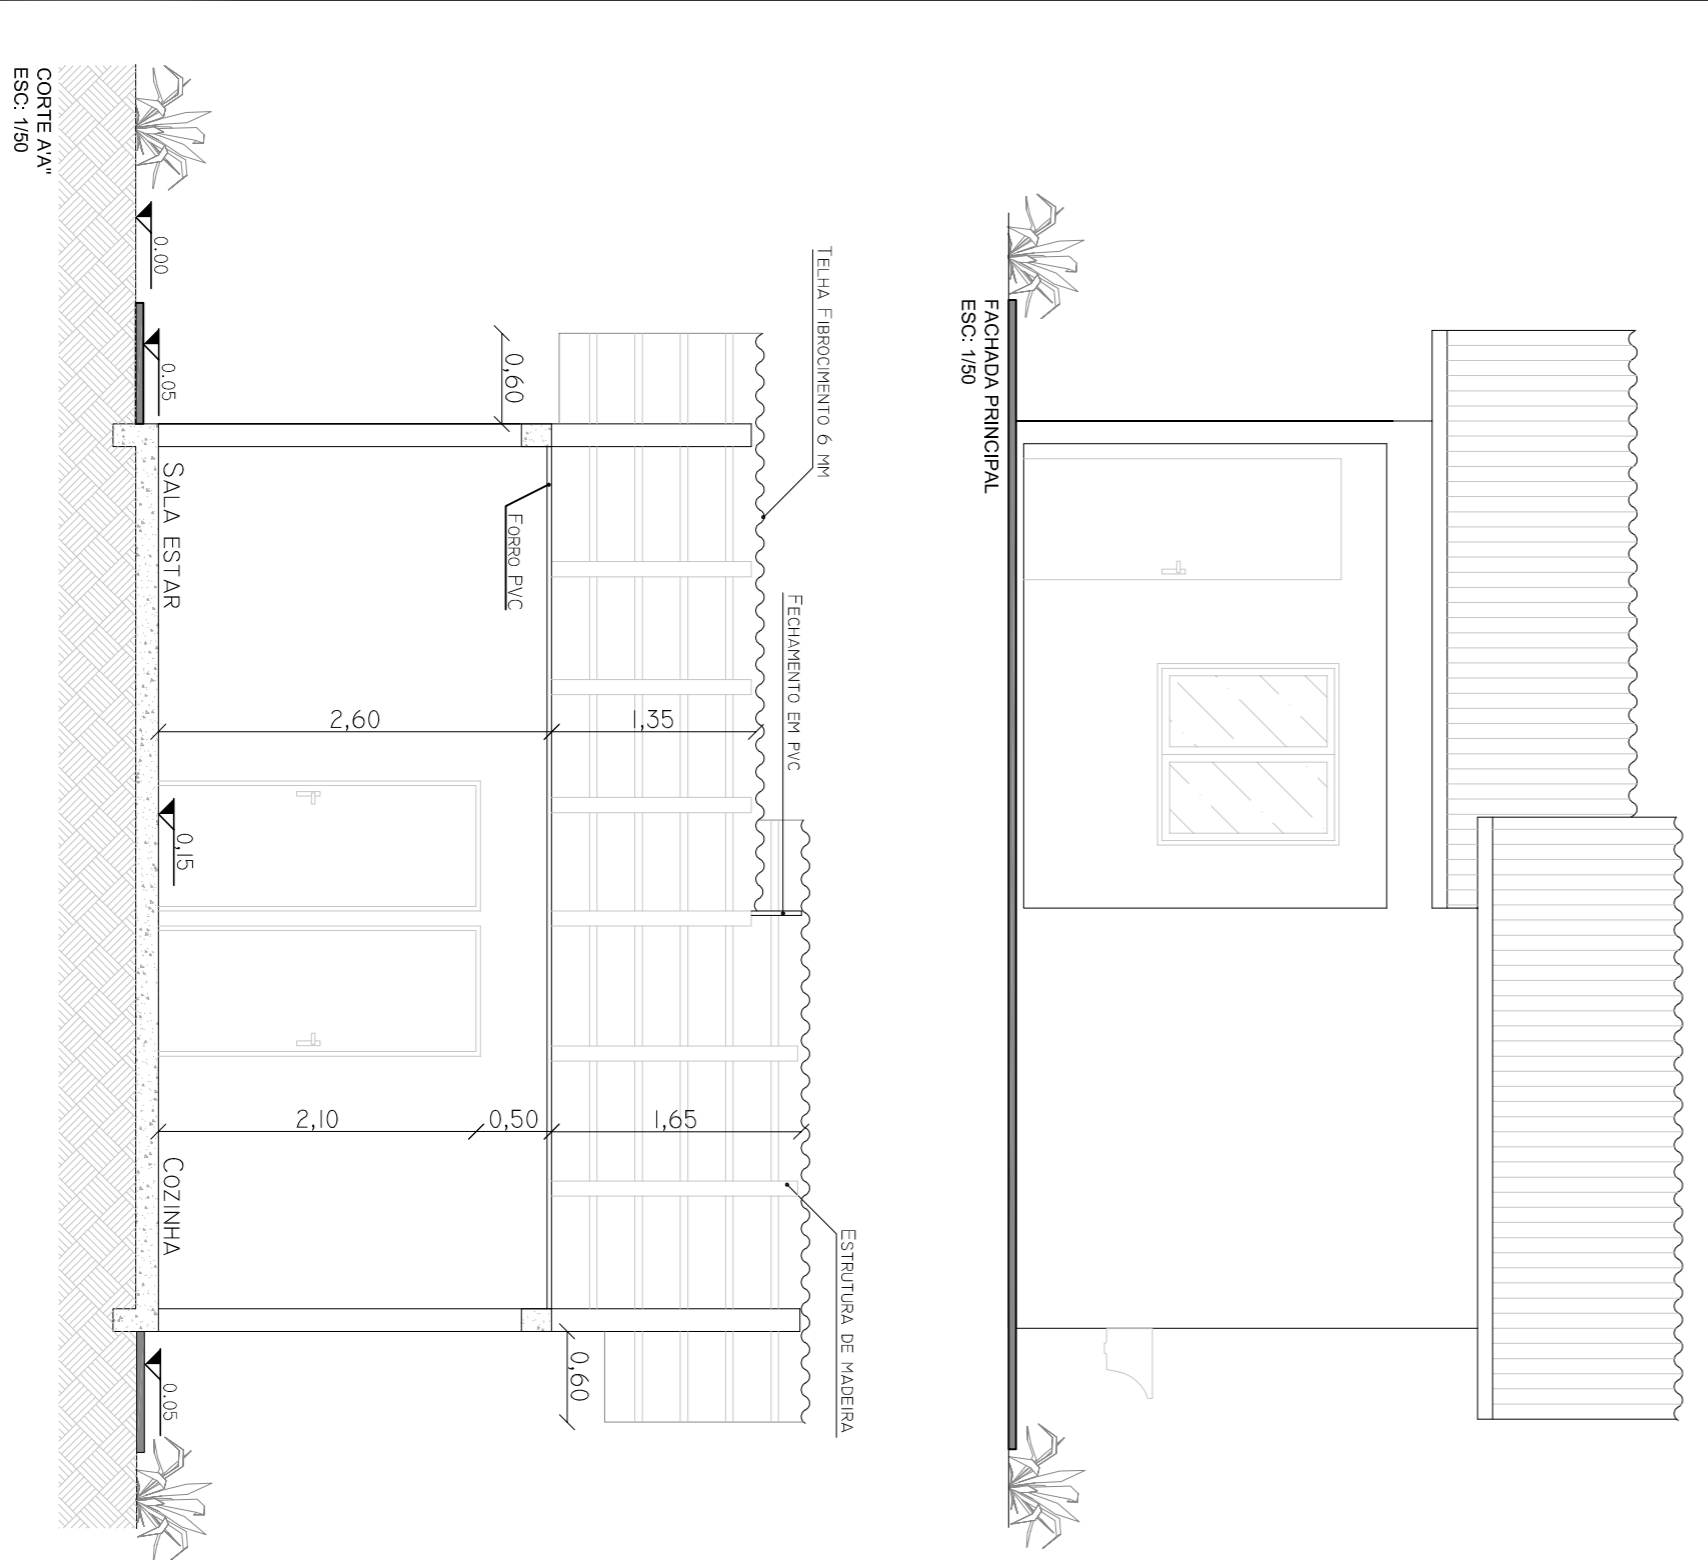 FACHADA PRINCIPAL
ESC: 1/50
TELHA FIBROCIMENTO 6 MM
FECHAMENTO EM PVC
ESTRUTURA DE MADEIRA
0,60
FORRO PVC
1,35
1,65
0,60
2,60
0,50
2,10
SALA ESTAR
0,15
COZINHA
0.00
0.05
0.05
CORTE A'A"
ESC: 1/50